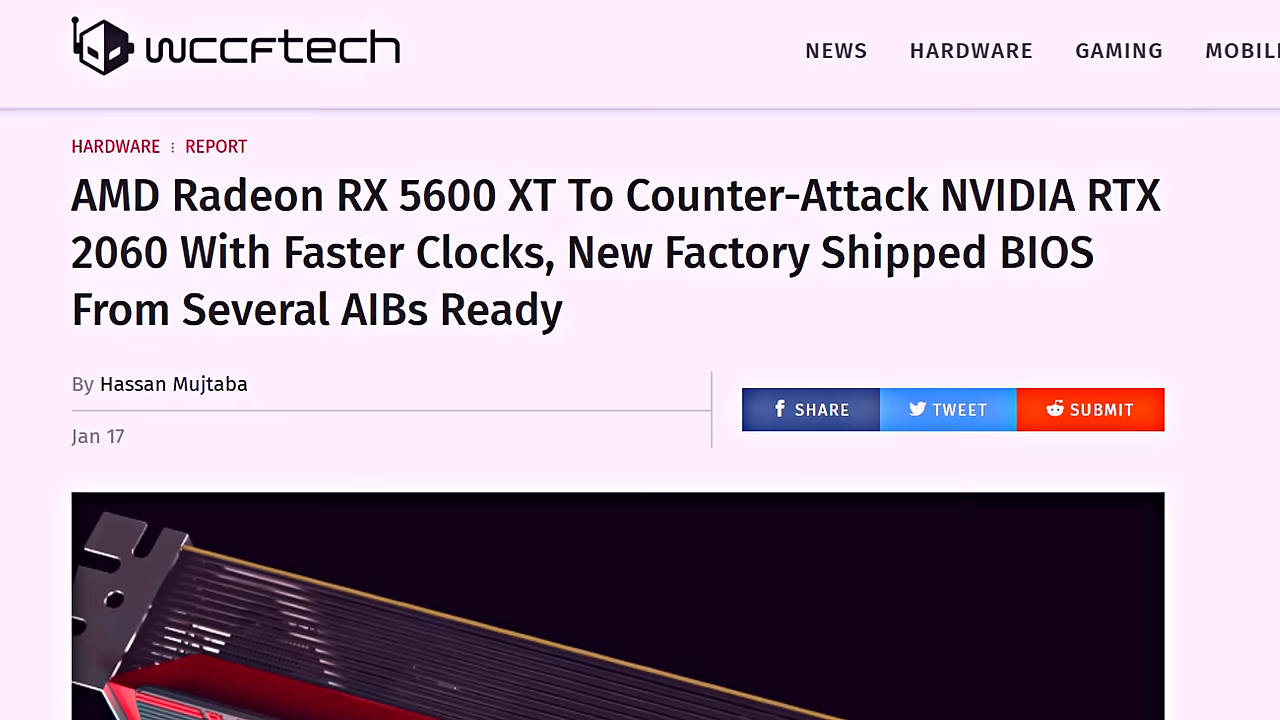 wccftech
NEWS HARDWARE GAMING
HARDWARE : REPORT
AMD Radeon RX 5600 XT To Counter-Attack NVIDIA RTX
2060 With Faster Clocks, New Factory Shipped BIOS
From Several AIBs Ready
By Hassan Mujtaba
SHARE TWEET SUBMIT
Jan 17